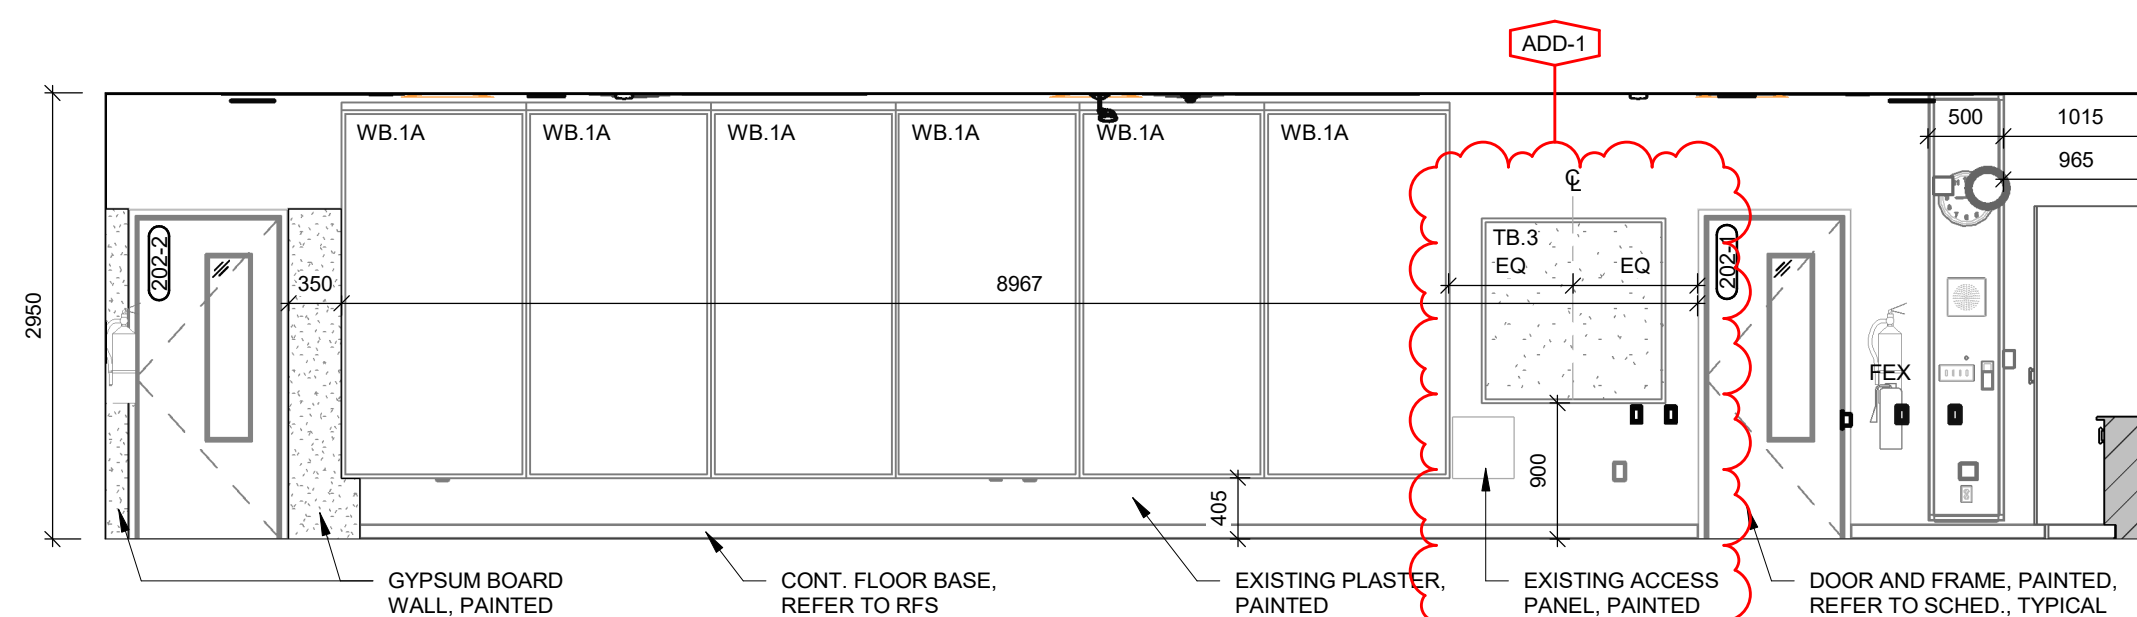 ADD-1
WB.1A WB.1A WB.1A WB.1A WB.1A WB.1A
500 1015
965
℄
202-2
TB.3
202-1
EQ EQ
350 8967
2950
FEX
900
405
GYPSUM BOARD
WALL, PAINTED
CONT. FLOOR BASE,
REFER TO RFS
EXISTING PLASTER,
PAINTED
EXISTING ACCESS
PANEL, PAINTED
DOOR AND FRAME, PAINTED,
REFER TO SCHED., TYPICAL